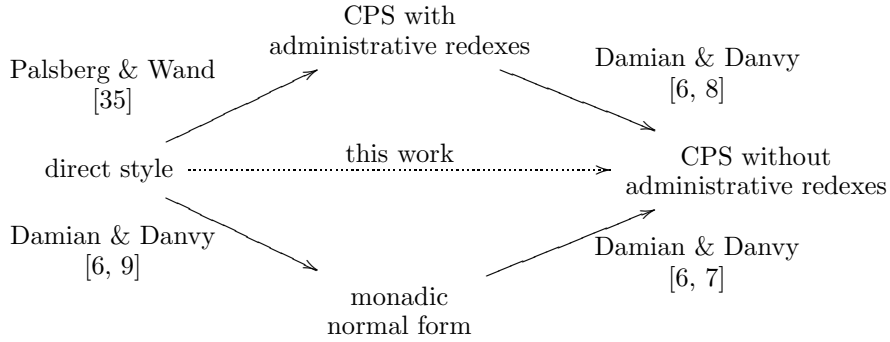 CPS with
administrative redexes
Palsberg & Wand
[35]
Damian & Danvy
[6, 8]
direct style
this work
CPS without
administrative redexes
Damian & Danvy
[6, 9]
Damian & Danvy
[6, 7]
monadic
normal form